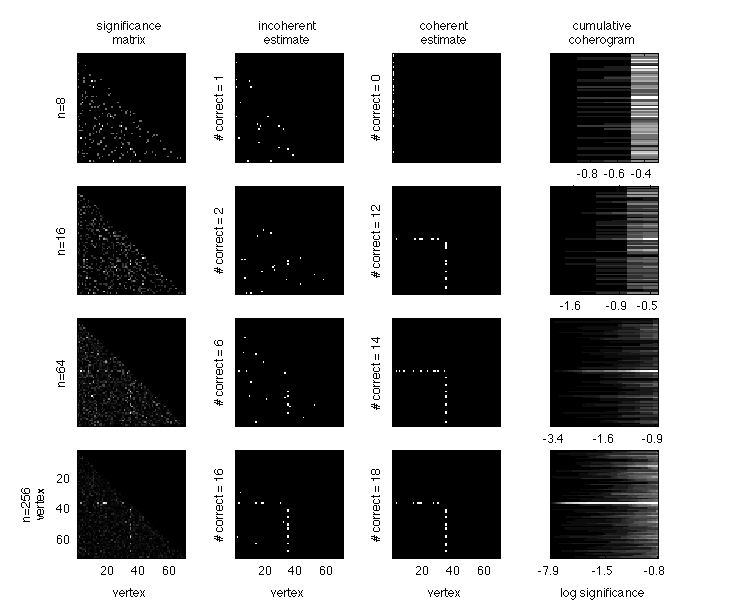 significance matrix
incoherent estimate
coherent estimate
cumulative coherogram
n=8
# correct = 1
# correct = 0
-0.8 -0.6 -0.4
n=16
# correct = 2
# correct = 12
-1.6 -0.9 -0.5
n=64
# correct = 6
# correct = 14
-3.4 -1.6 -0.9
n=256
vertex
20
40
60
# correct = 16
# correct = 18
20 40 60
20 40 60
20 40 60
-7.9 -1.5 -0.8
vertex
vertex
vertex
log significance